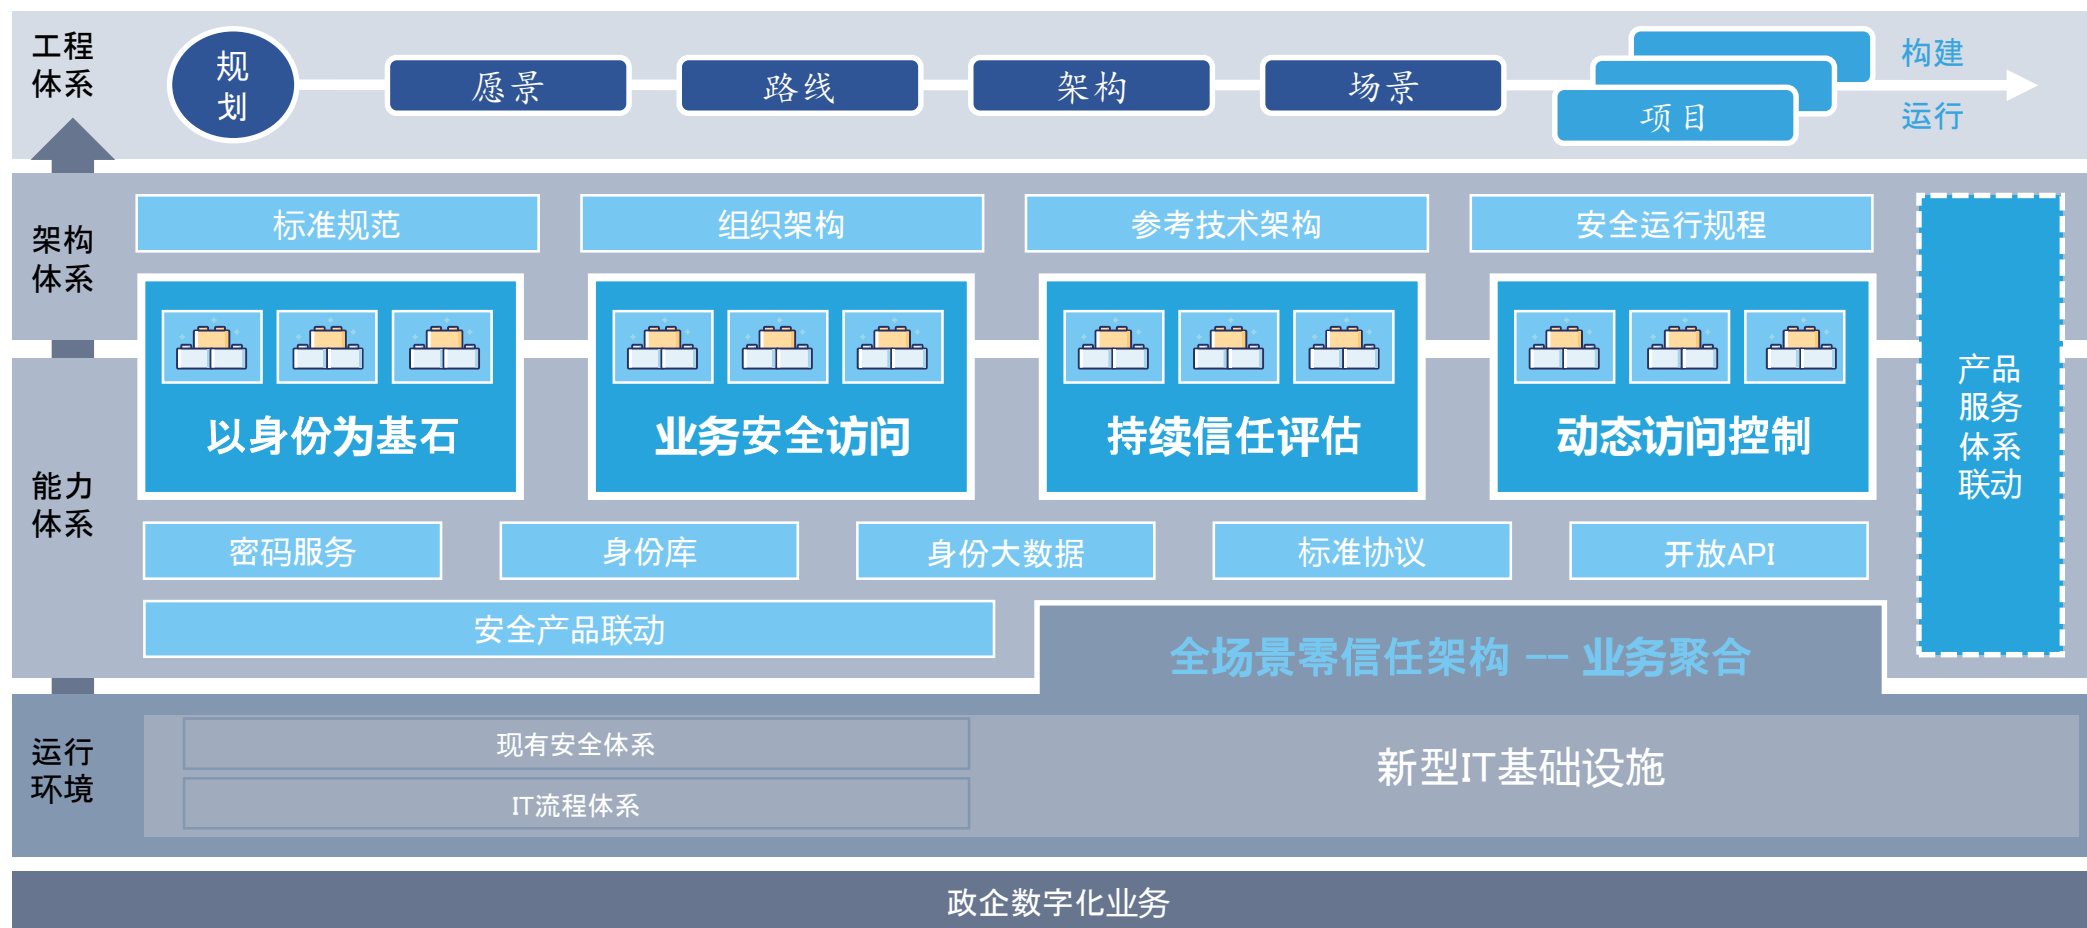 工程
体系
规
划
愿景
路线
架构
场景
项目
构建
运行
架构
体系
标准规范
组织架构
参考技术架构
安全运行规程
以身份为基石
业务安全访问
持续信任评估
动态访问控制
产品
服务
体系
联动
能力
体系
密码服务
身份库
身份大数据
标准协议
开放API
安全产品联动
全场景零信任架构 -- 业务聚合
运行
环境
现有安全体系
IT流程体系
新型IT基础设施
政企数字化业务